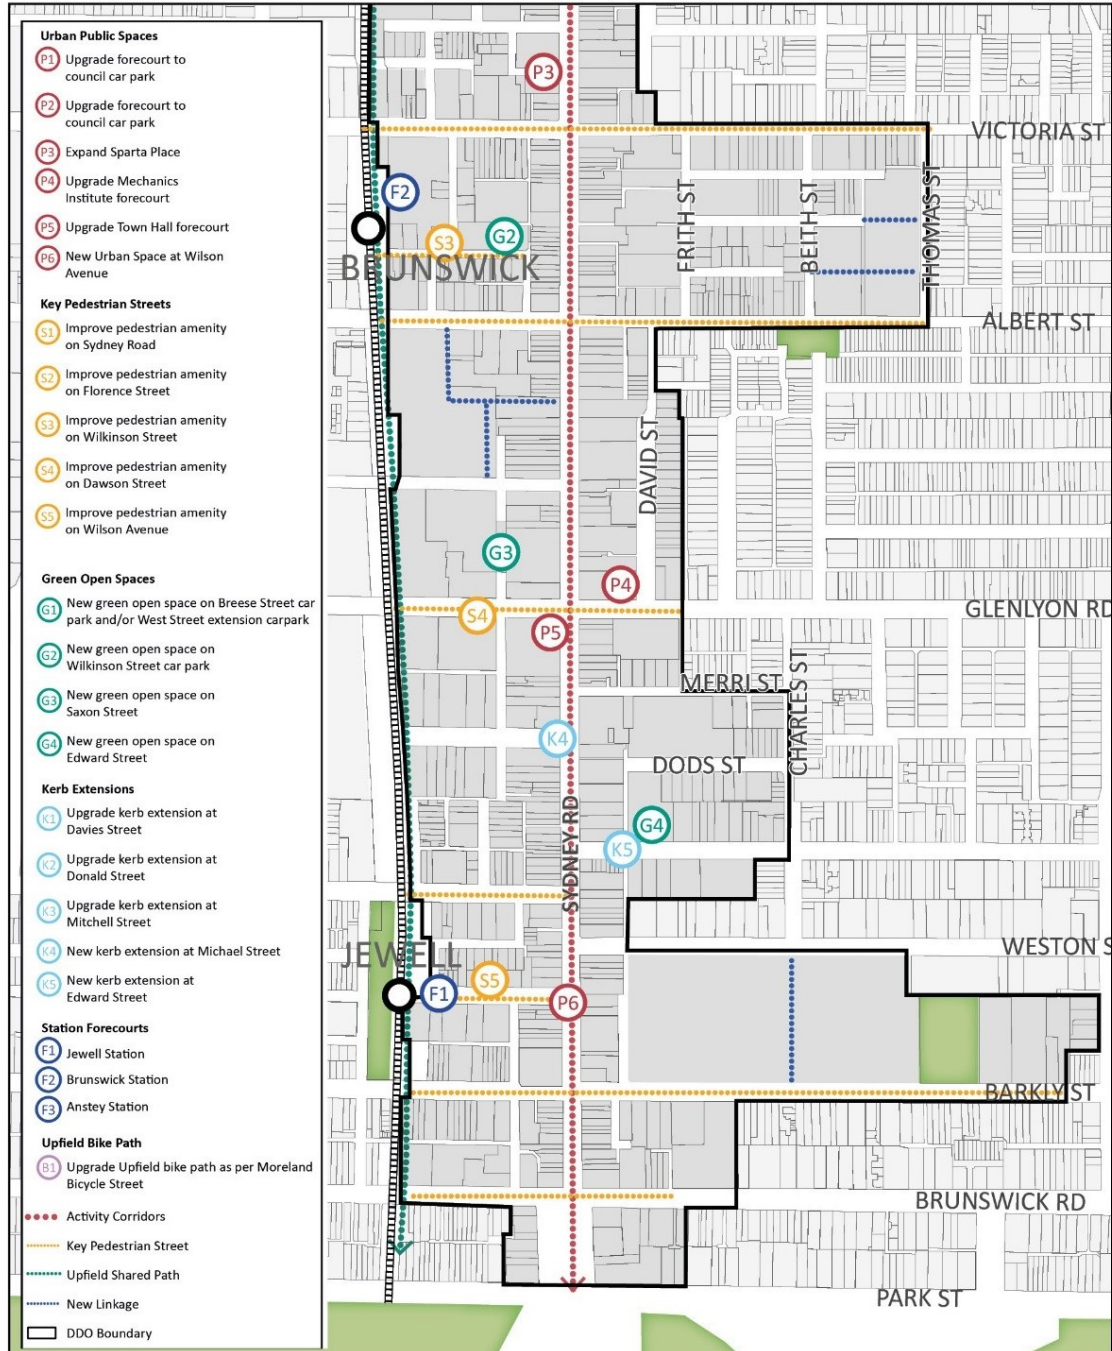 Urban Public Spaces
P1 Upgrade forecourt to
council car park
P2 Upgrade forecourt to
council car park
P3 Expand Sparta Place
P4 Upgrade Mechanics
Institute forecourt
P5 Upgrade Town Hall forecourt
P6 New Urban Space at Wilson
Avenue
Key Pedestrian Streets
S1 Improve pedestrian amenity
on Sydney Road
S2 Improve pedestrian amenity
on Florence Street
S3 Improve pedestrian amenity
on Wilkinson Street
S4 Improve pedestrian amenity
on Dawson Street
S5 Improve pedestrian amenity
on Wilson Avenue
Green Open Spaces
G1 New green open space on Breese Street car
park and/or West Street extension carpark
G2 New green open space on
Wilkinson Street car park
G3 New green open space on
Saxon Street
G4 New green open space on
Edward Street
Kerb Extensions
K1 Upgrade kerb extension at
Davies Street
K2 Upgrade kerb extension at
Donald Street
K3 Upgrade kerb extension at
Mitchell Street
K4 New kerb extension at Michael Street
K5 New kerb extension at
Edward Street
Station Forecourts
F1 Jewell Station
F2 Brunswick Station
F3 Anstey Station
Upfield Bike Path
B1 Upgrade Upfield bike path as per Moreland
Bicycle Street
Activity Corridors
Key Pedestrian Street
Upfield Shared Path
New Linkage
DDO Boundary
P3
VICTORIA ST
F2
FRITH ST
BEITH ST
THOMAS ST
S3
G2
BRUNSWICK
ALBERT ST
DAVID ST
G3
P4
S4
GLENLYON RD
P5
MERRI ST
CHARLES ST
K4
DODS ST
SYDNEY RD
G4
K5
JEWELL
WESTON S
F1
S5
P6
BARKLY ST
BRUNSWICK RD
PARK ST